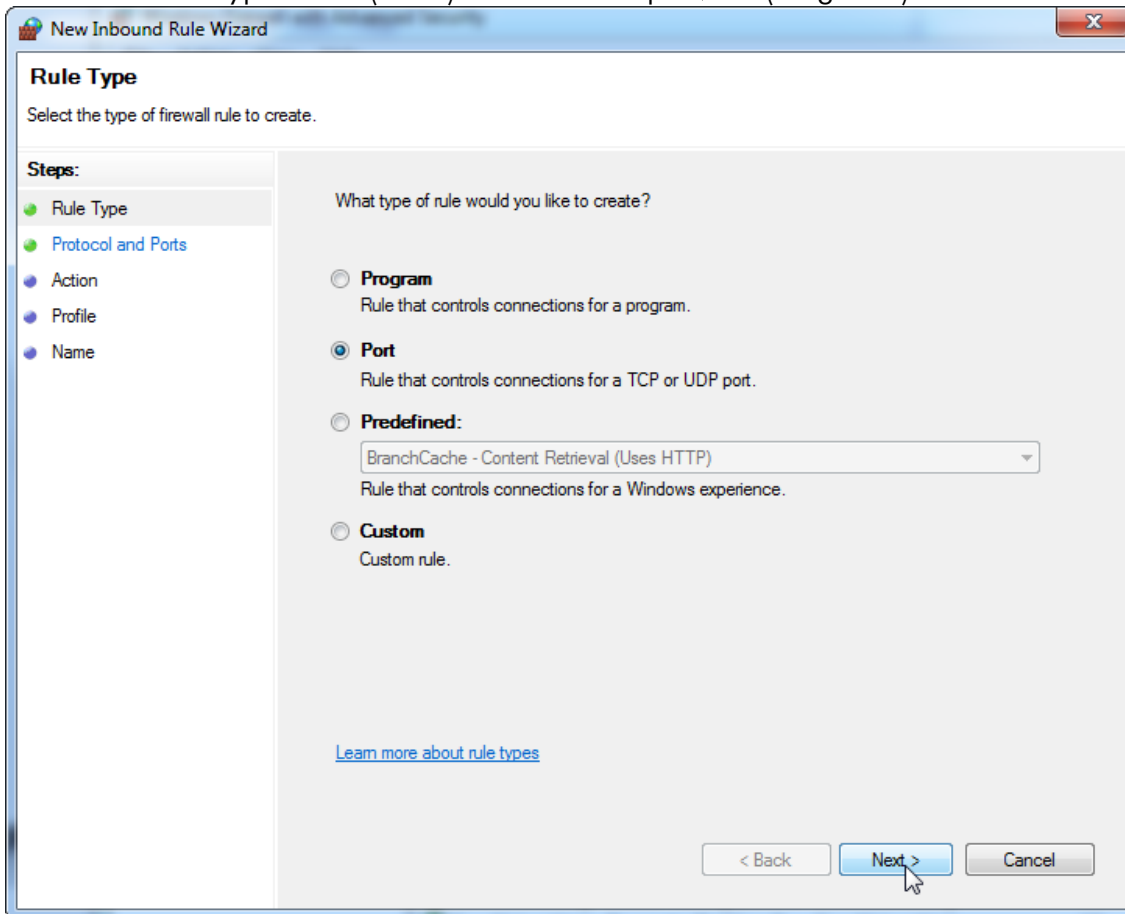 New Inbound Rule Wizard
Rule Type
Select the type of firewall rule to create.
Steps:
Rule Type
Protocol and Ports
Action
Profile
Name
What type of rule would you like to create?
Program
Rule that controls connections for a program.
Port
Rule that controls connections for a TCP or UDP port.
Predefined:
BranchCache - Content Retrieval (Uses HTTP)
Rule that controls connections for a Windows experience.
Custom
Custom rule.
Learn more about rule types
< Back
Next >
Cancel